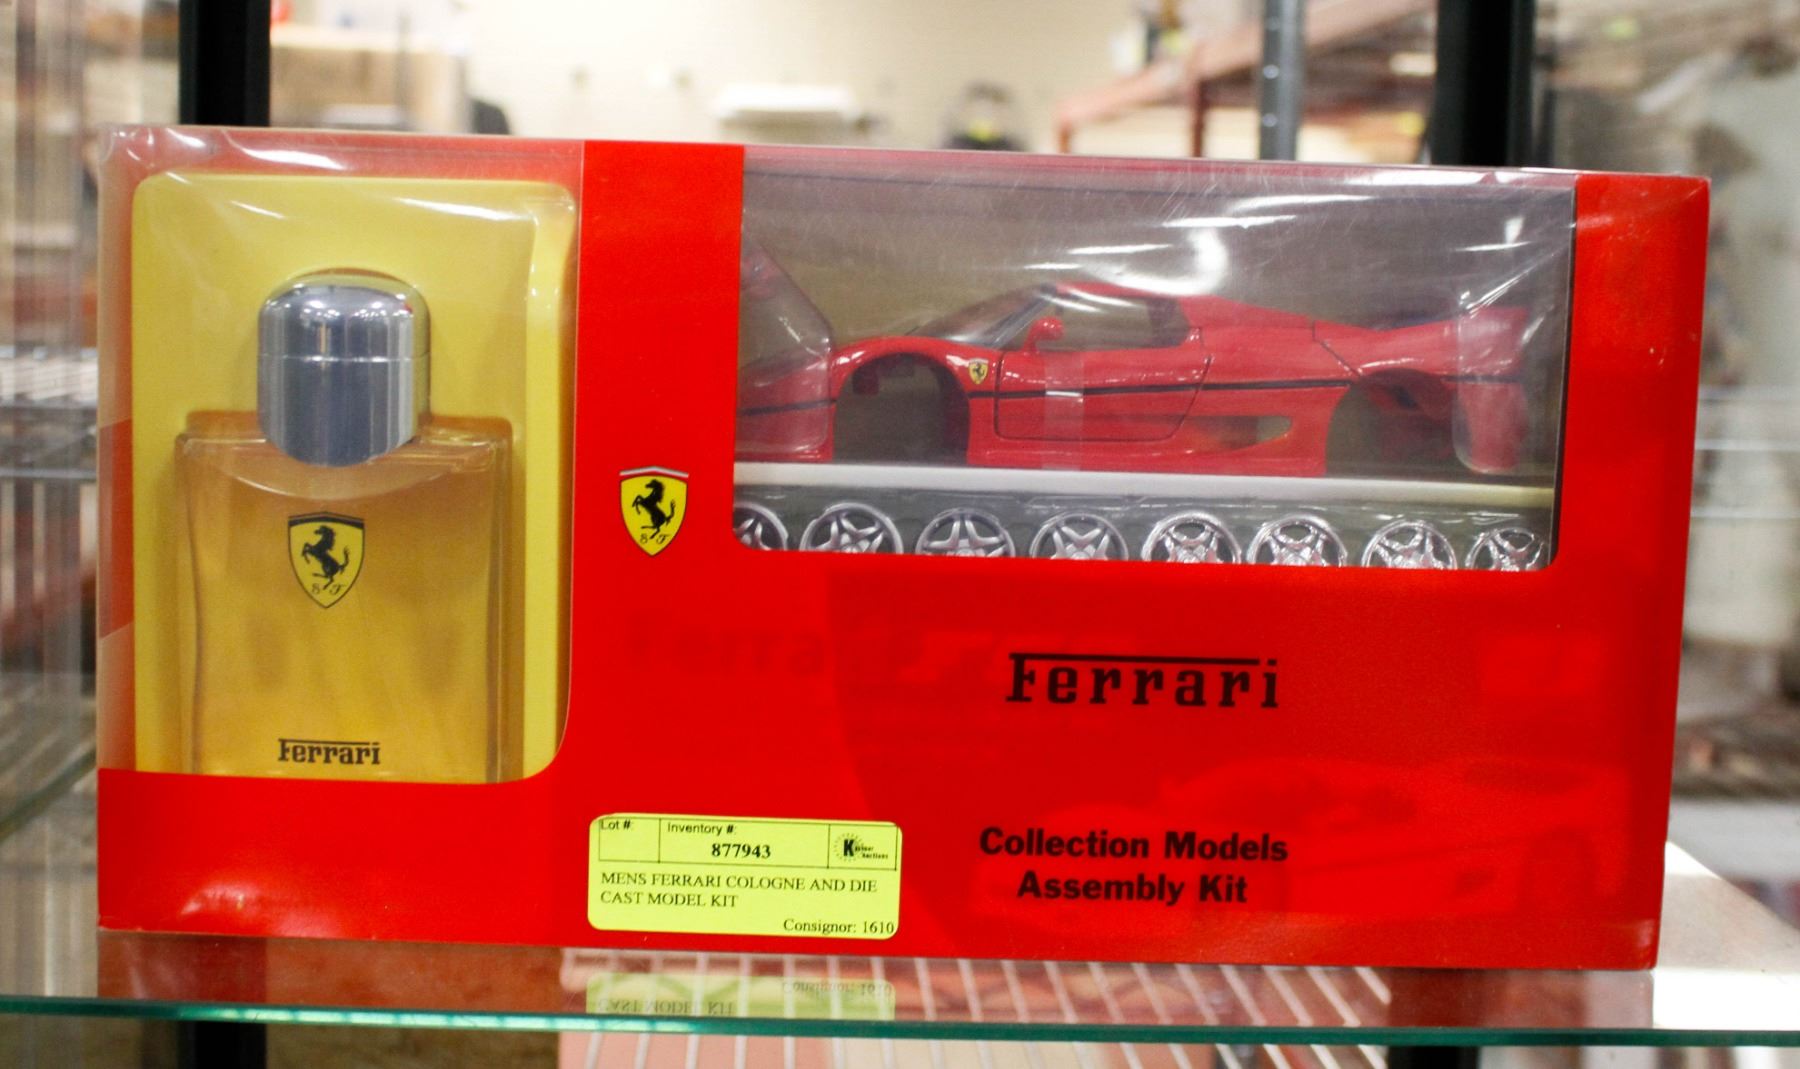 S F
Ferrari
S F
Ferrari
Collection Models
Assembly Kit
Lot #:
Inventory #:
877943
MENS FERRARI COLOGNE AND DIE
CAST MODEL KIT
Consignor: 1610